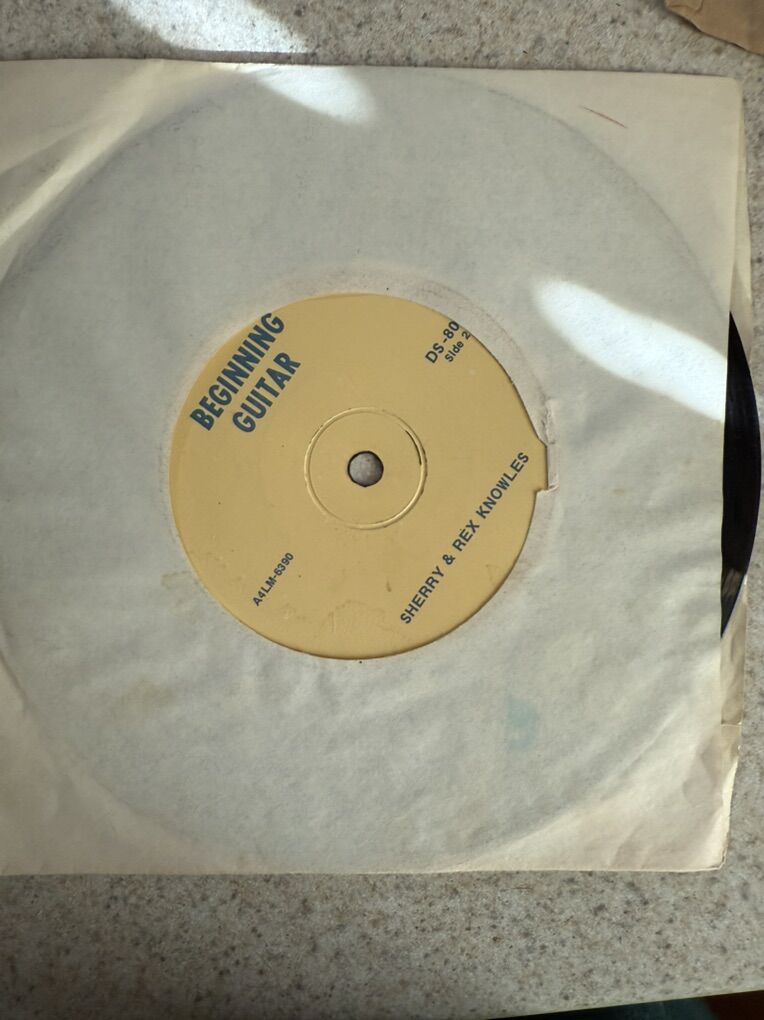 BEGINNING
GUITAR
DS-80
Side 2
A4LM-6390
SHERRY & REX KNOWLES